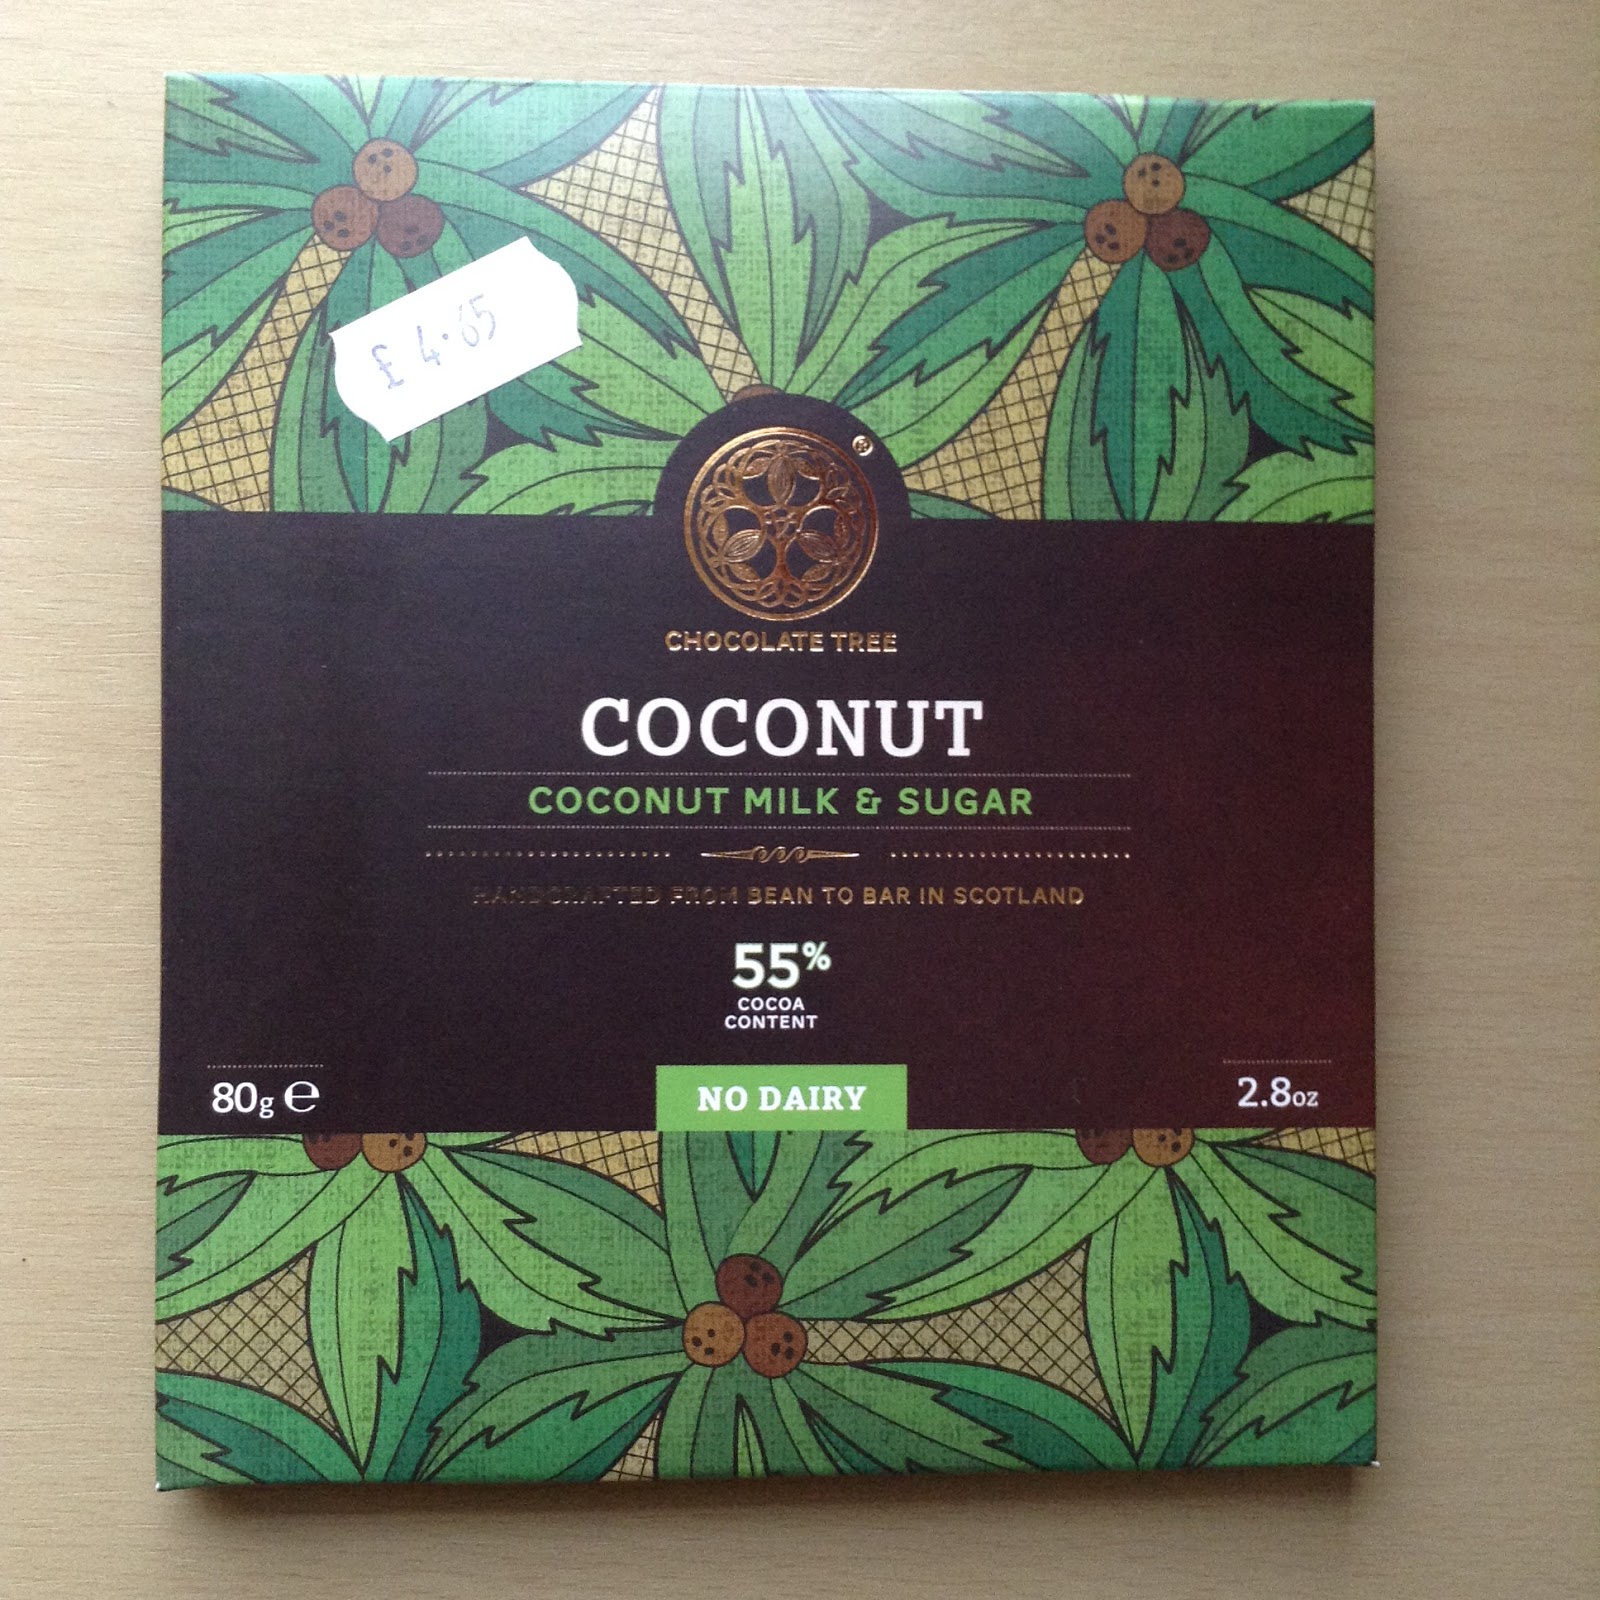 £ 4.65
®
CHOCOLATE TREE
COCONUT
COCONUT MILK & SUGAR
HANDCRAFTED FROM BEAN TO BAR IN SCOTLAND
55%
COCOA
CONTENT
80g ℮
NO DAIRY
2.8oz